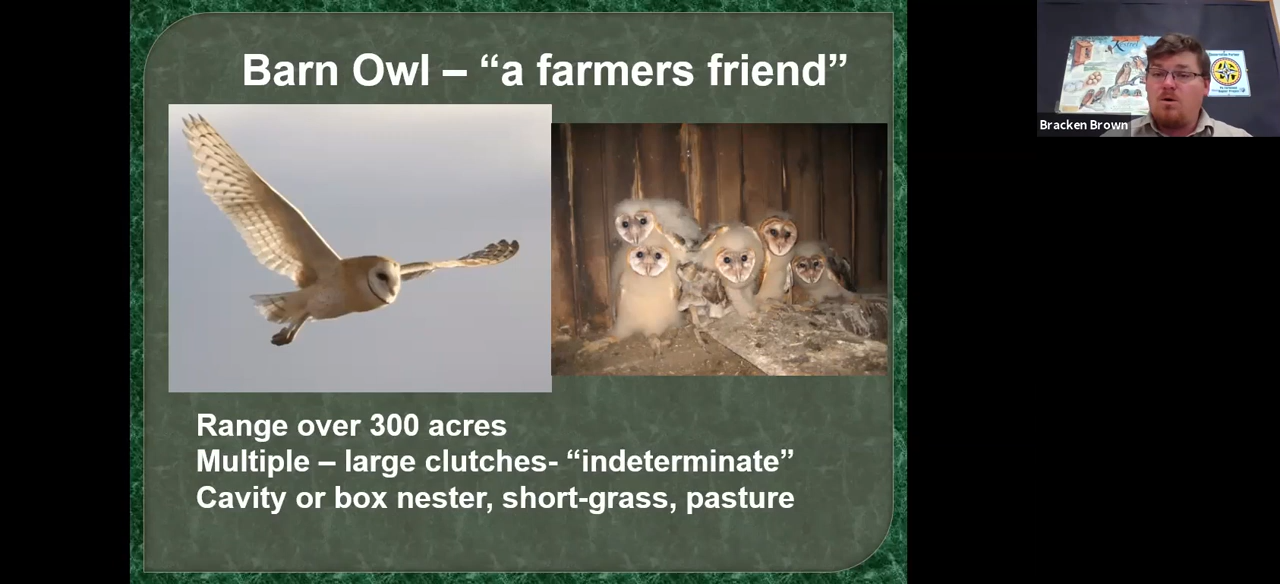 Barn Owl – “a farmers friend”
Range over 300 acres
Multiple – large clutches- “indeterminate”
Cavity or box nester, short-grass, pasture
Kestrel
Bracken Brown